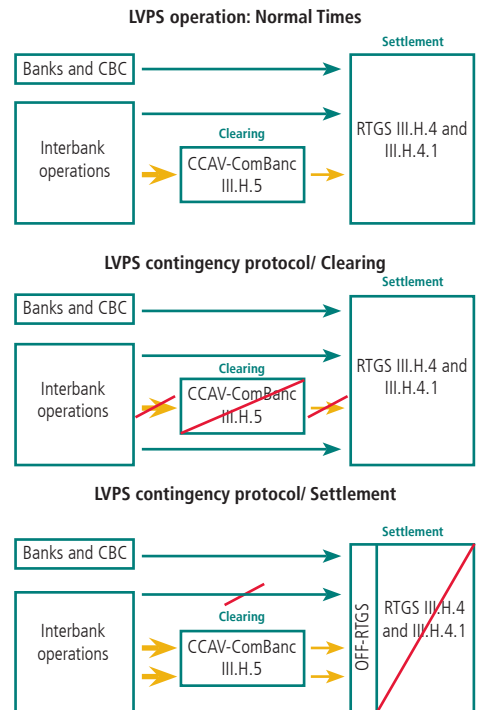 LVPS operation: Normal Times
Settlement
Banks and CBC
Interbank
operations
Clearing
CCAV-ComBanc
III.H.5
RTGS III.H.4 and
III.H.4.1
LVPS contingency protocol/ Clearing
Settlement
Banks and CBC
Interbank
operations
Clearing
CCAV-ComBanc
III.H.5
RTGS III.H.4 and
III.H.4.1
LVPS contingency protocol/ Settlement
Settlement
Banks and CBC
Interbank
operations
Clearing
CCAV-ComBanc
III.H.5
OFF-RTGS
RTGS III.H.4
and III.H.4.1